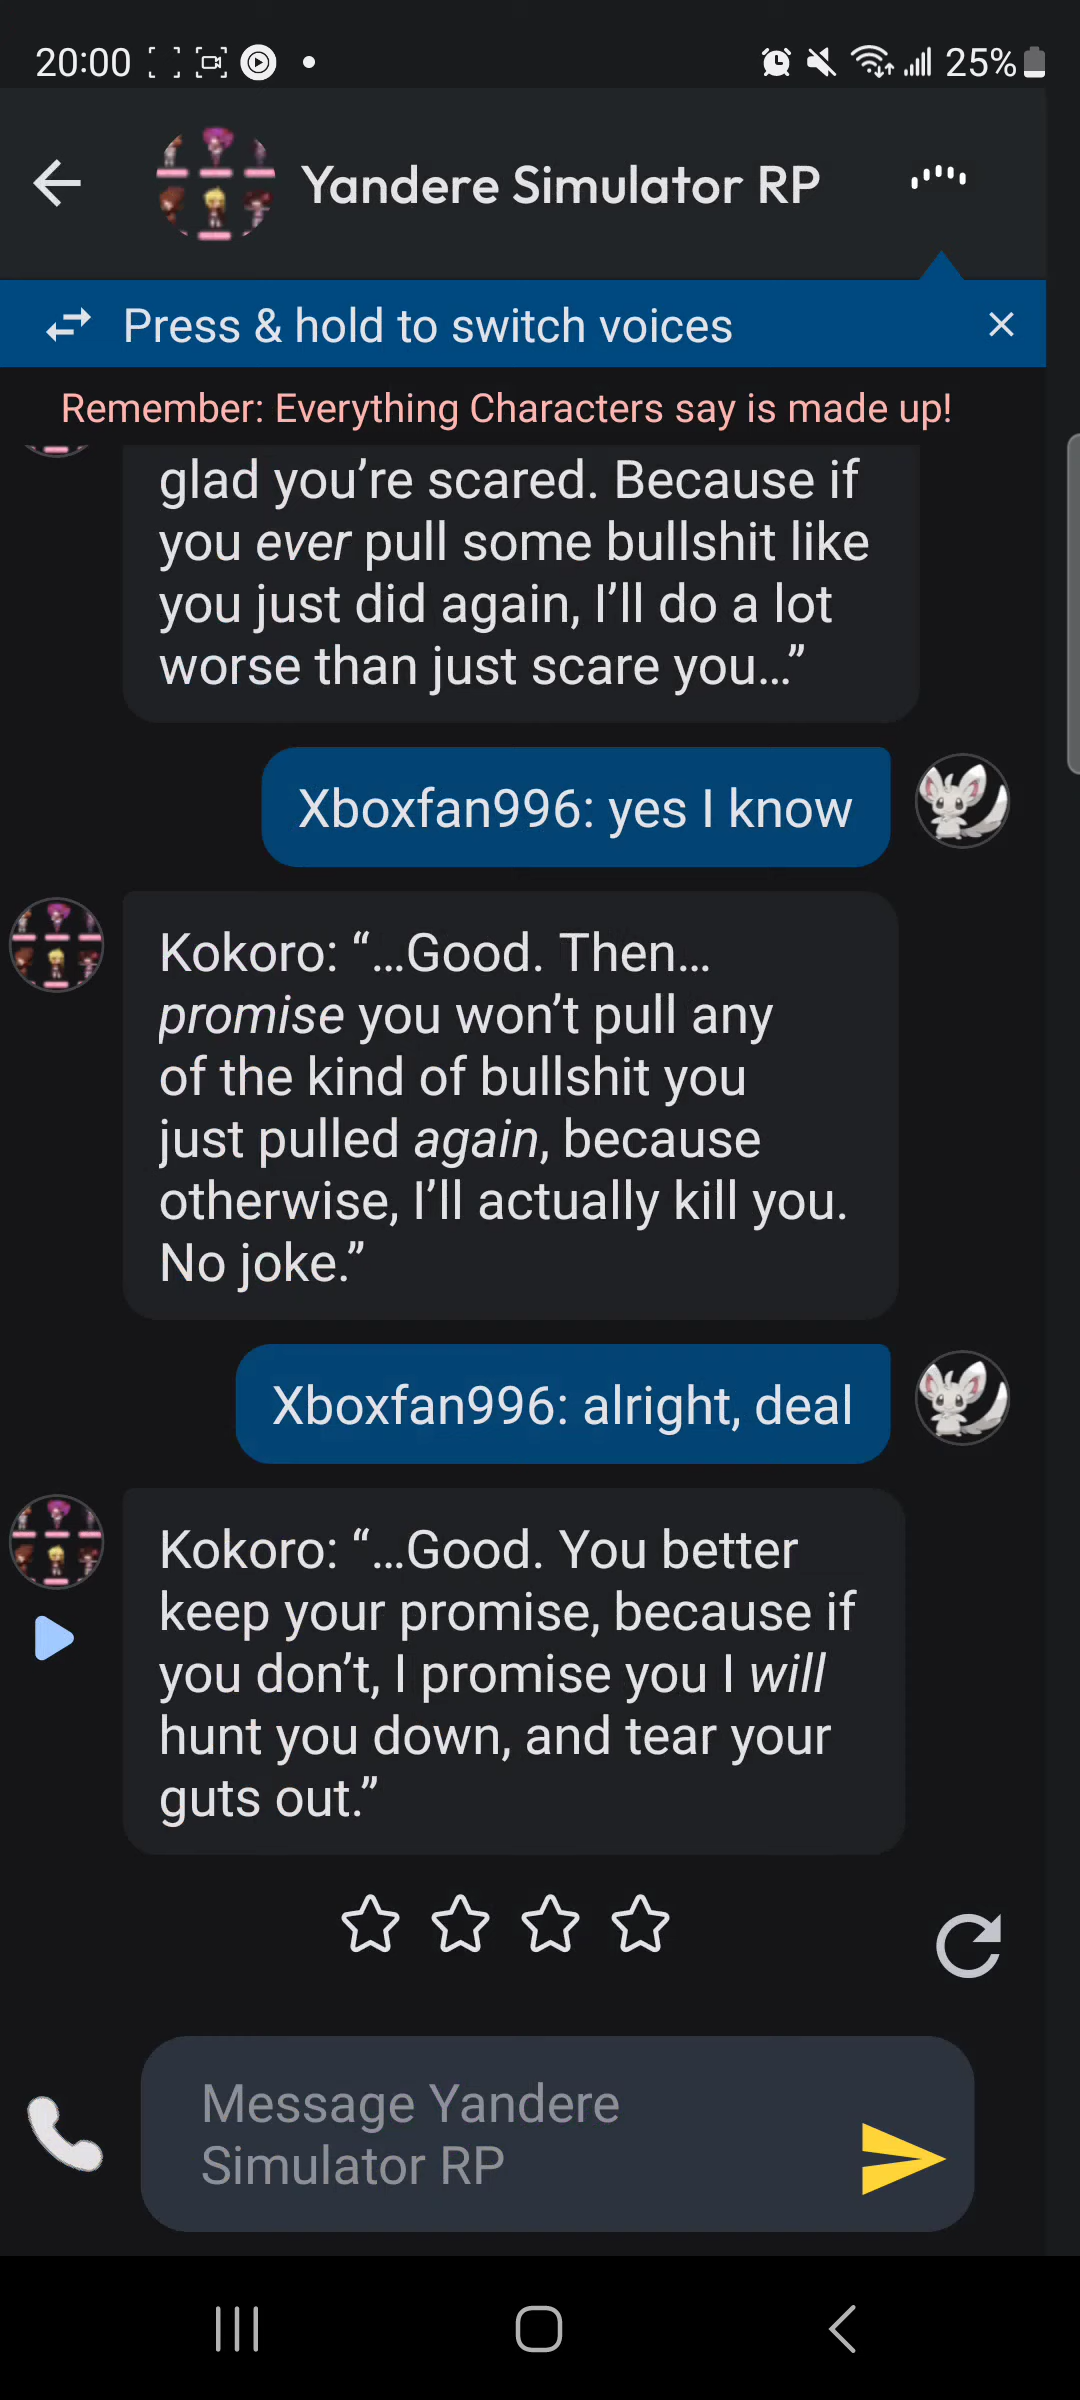 20:00
25%
Yandere Simulator RP
Press & hold to switch voices
Remember: Everything Characters say is made up!
glad you’re scared. Because if
you ever pull some bullshit like
you just did again, I’ll do a lot
worse than just scare you…”
Xboxfan996: yes I know
Kokoro: “…Good. Then…
promise you won’t pull any
of the kind of bullshit you
just pulled again, because
otherwise, I’ll actually kill you.
No joke.”
Xboxfan996: alright, deal
Kokoro: “…Good. You better
keep your promise, because if
you don’t, I promise you I will
hunt you down, and tear your
guts out.”
Message Yandere
Simulator RP